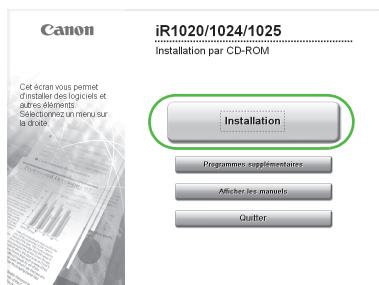 Canon
iR1020/1024/1025
Installation par CD-ROM
Cet écran vous permet
d'installer des logiciels et
autres éléments.
Sélectionnez un menu sur
la droite.
Installation
Programmes supplémentaires
Afficher les manuels
Quitter